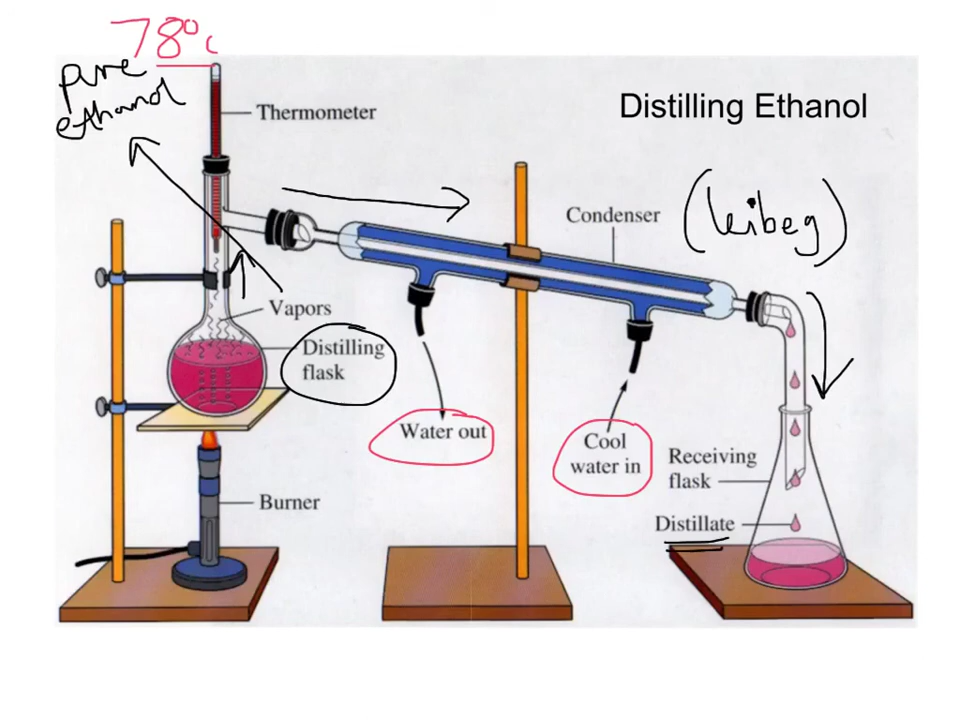 78°c
pure
ethanol
Thermometer
Distilling Ethanol
Condenser
(leibeg)
Vapors
Distilling
flask
Water out
Cool
water in
Receiving
flask
Burner
Distillate